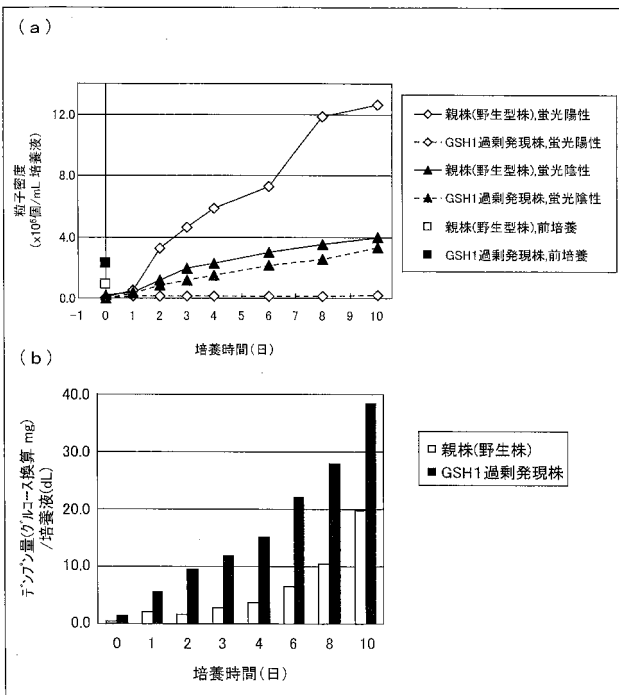 (a)
粒子密度
(x10⁵個/mL 培養液)
12.0
8.0
4.0
0.0
-1 0 1 2 3 4 5 6 7 8 9 10
培養時間(日)
親株(野生型株),蛍光陽性
GSH1過剰発現株,蛍光陽性
親株(野生型株),蛍光陰性
GSH1過剰発現株,蛍光陰性
親株(野生型株),前培養
GSH1過剰発現株,前培養
(b)
デンプン量(グルコース換算 mg)
/培養液(dL)
40.0
30.0
20.0
10.0
0.0
0 1 2 3 4 6 8 10
培養時間(日)
親株(野生株)
GSH1過剰発現株